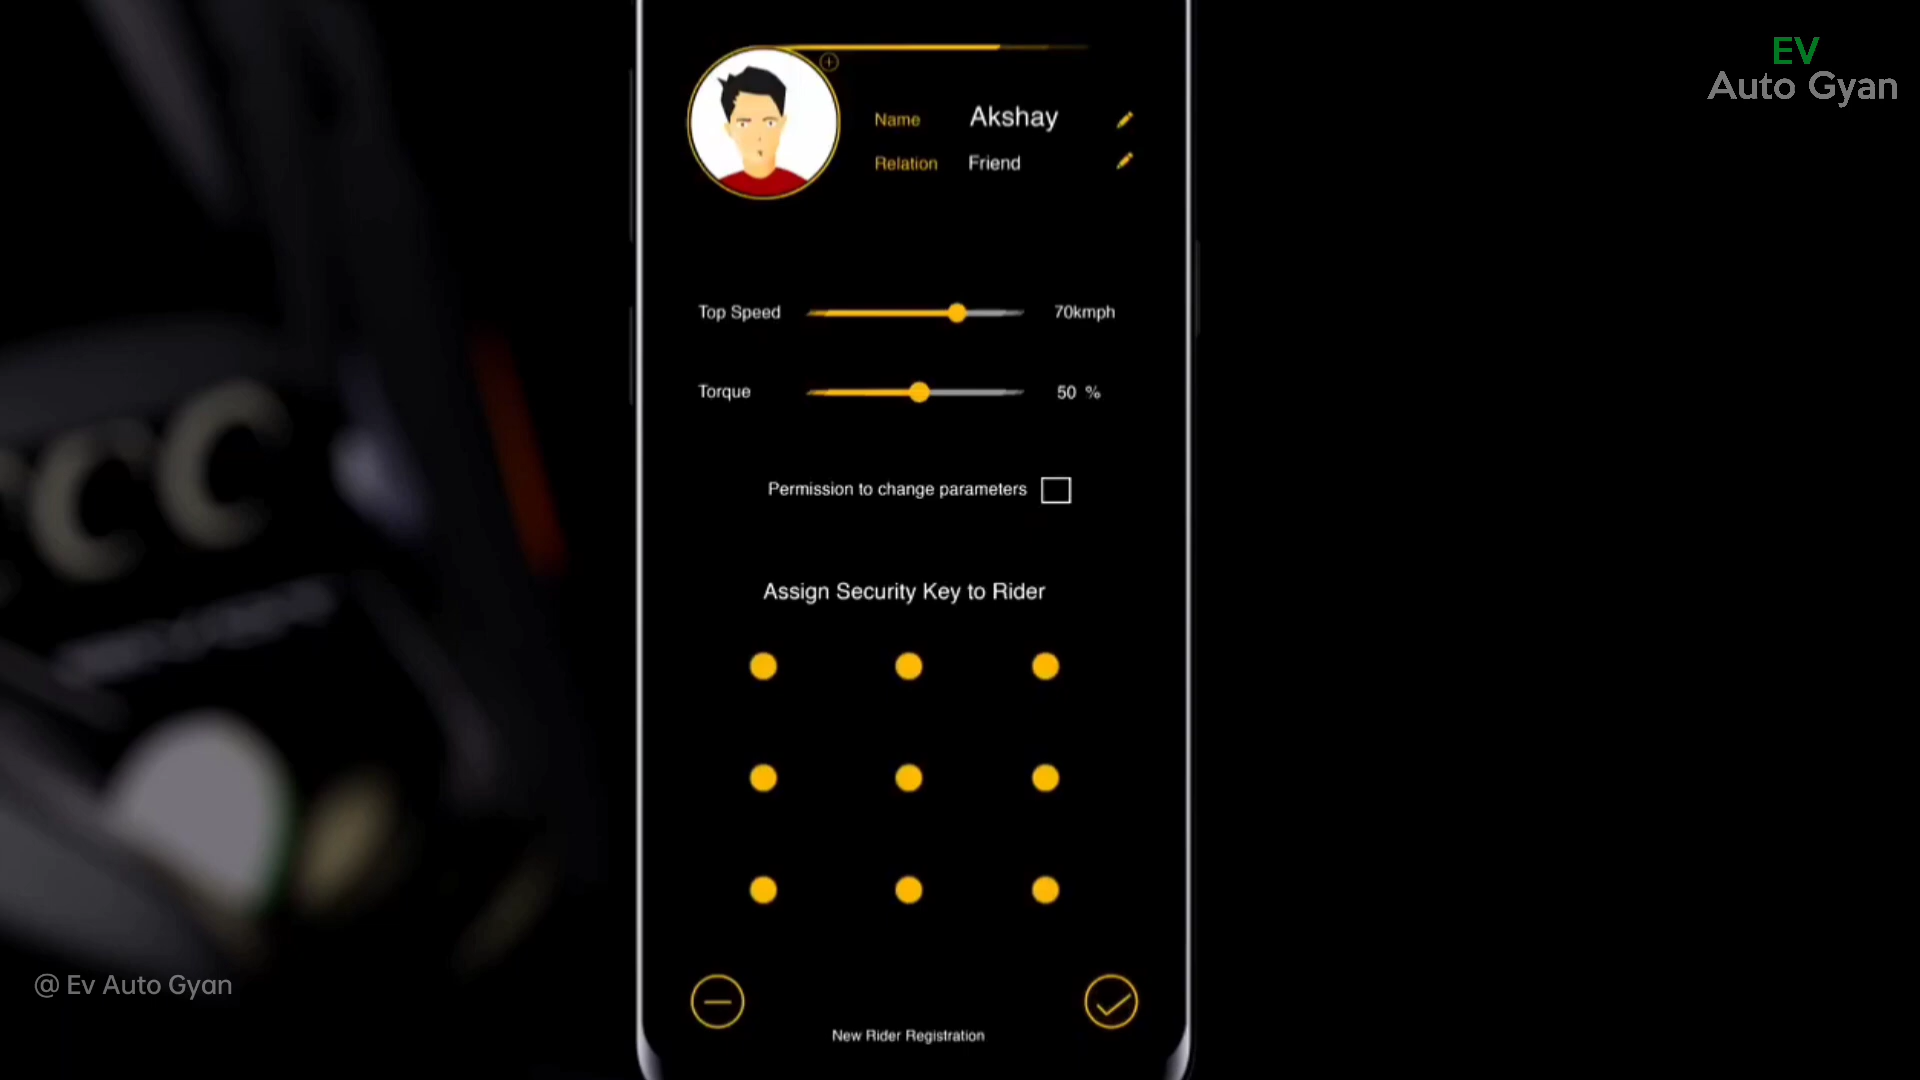 EV
Auto Gyan
Name Akshay
Relation Friend
Top Speed 70kmph
Torque 50 %
Permission to change parameters
Assign Security Key to Rider
@ Ev Auto Gyan
New Rider Registration